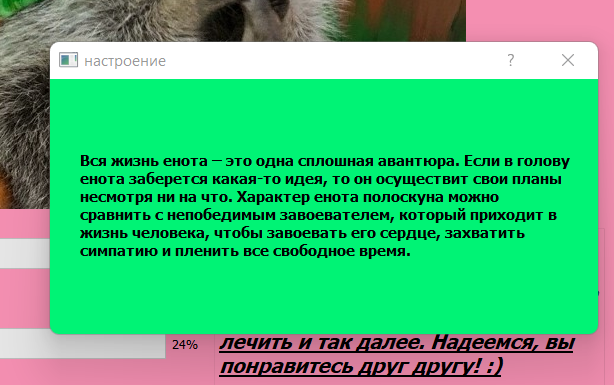 настроение
?
Вся жизнь енота – это одна сплошная авантюра. Если в голову
енота заберется какая-то идея, то он осуществит свои планы
несмотря ни на что. Характер енота полоскуна можно
сравнить с непобедимым завоевателем, который приходит в
жизнь человека, чтобы завоевать его сердце, захватить
симпатию и пленить все свободное время.
24%
лечить и так далее. Надеемся, вы
понравитесь друг другу! :)